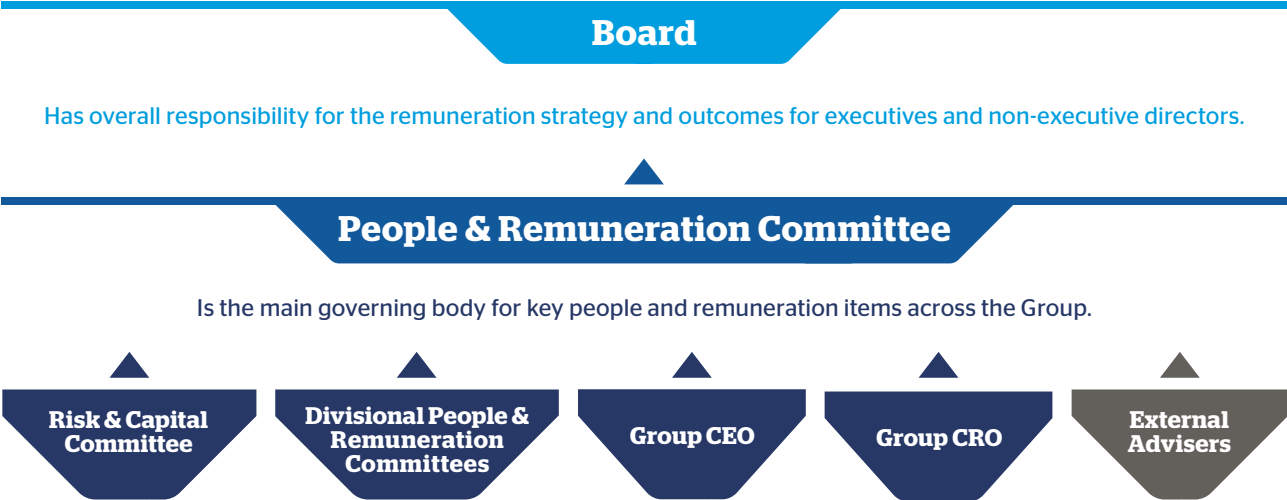 Board
Has overall responsibility for the remuneration strategy and outcomes for executives and non-executive directors.
People & Remuneration Committee
Is the main governing body for key people and remuneration items across the Group.
Risk & Capital
Committee
Divisional People &
Remuneration
Committees
Group CEO
Group CRO
External
Advisers